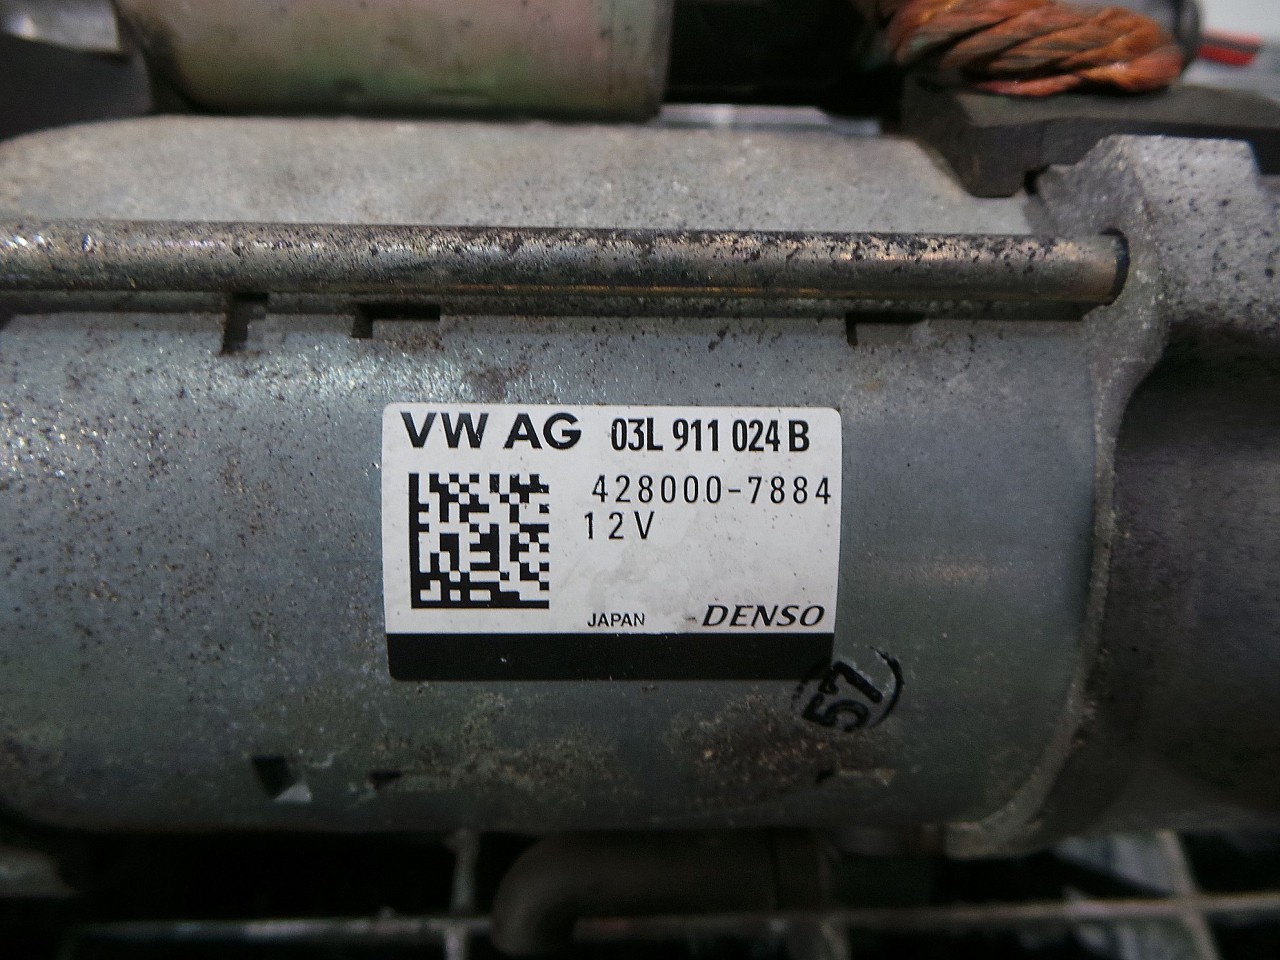 VW AG 03L 911 024 B
428000-7884
12V
JAPAN DENSO
57